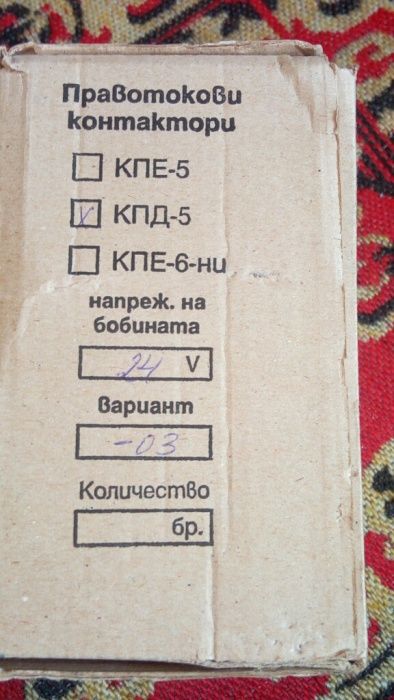 Правотокови
контактори
КПЕ-5
X КПД-5
КПЕ-6-ни
напреж. на
бобината
24 V
вариант
-03
Количество
бр.